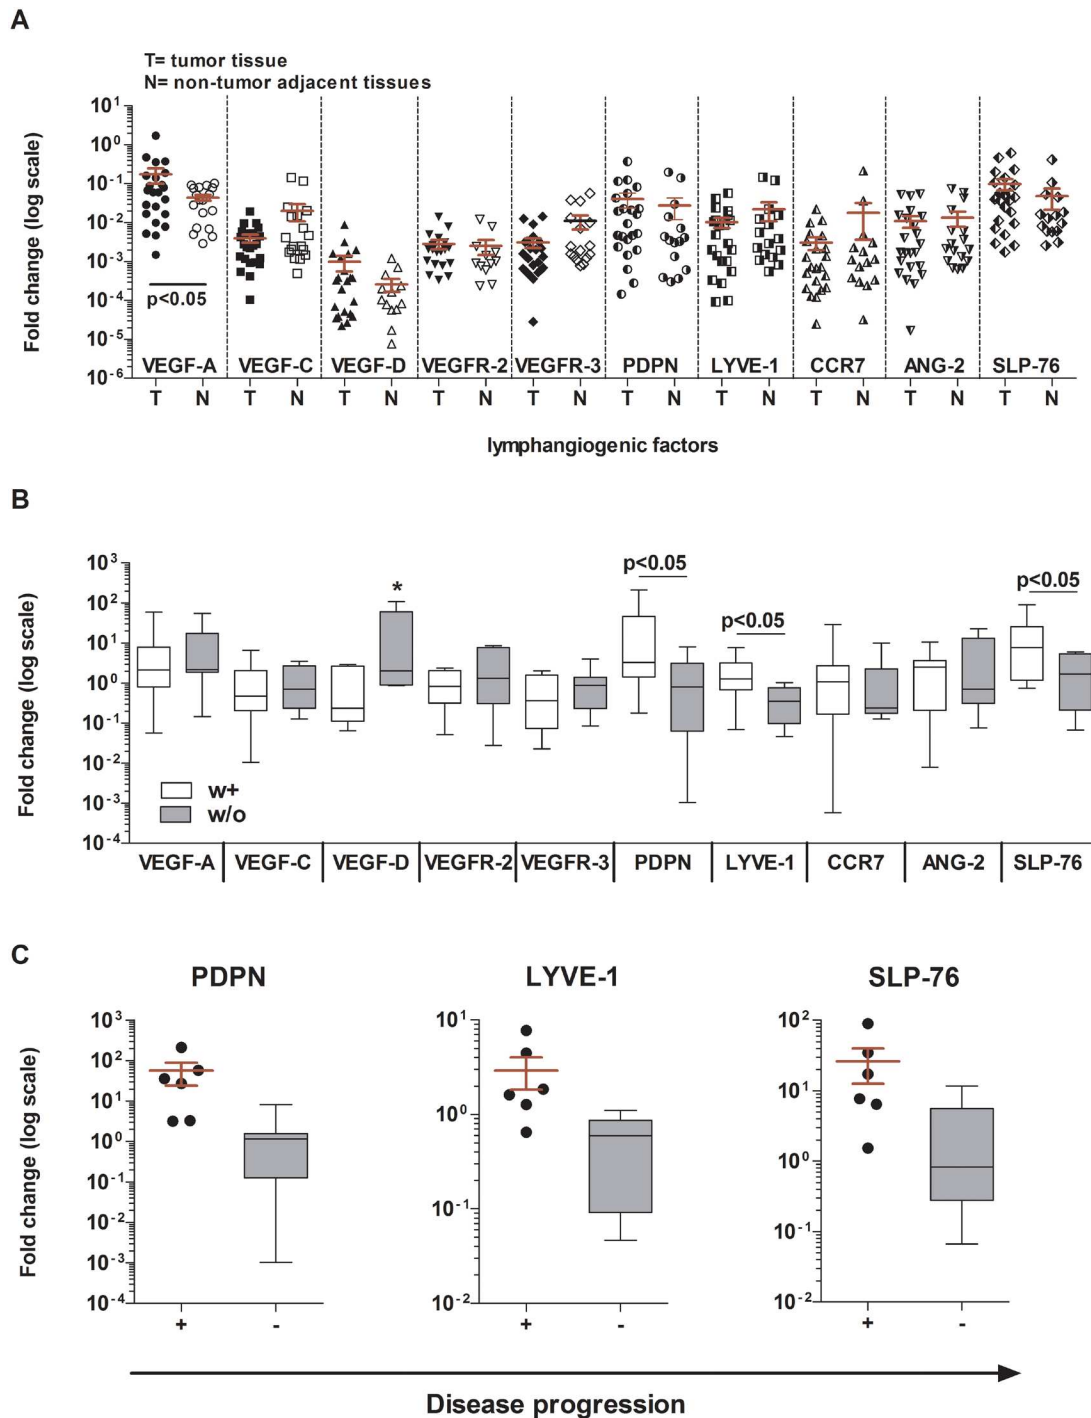 A
T= tumor tissue
N= non-tumor adjacent tissues
Fold change (log scale)
10¹
10⁰
10⁻¹
10⁻²
10⁻³
10⁻⁴
10⁻⁵
10⁻⁶
p<0.05
VEGF-A VEGF-C VEGF-D VEGFR-2 VEGFR-3 PDPN LYVE-1 CCR7 ANG-2 SLP-76
T N T N T N T N T N T N T N T N T N T N
lymphangiogenic factors
B
Fold change (log scale)
10³
10²
10¹
10⁰
10⁻¹
10⁻²
10⁻³
10⁻⁴
*
p<0.05
p<0.05
p<0.05
w+
w/o
VEGF-A VEGF-C VEGF-D VEGFR-2 VEGFR-3 PDPN LYVE-1 CCR7 ANG-2 SLP-76
C
Fold change (log scale)
PDPN
10³
10²
10¹
10⁰
10⁻¹
10⁻²
10⁻³
10⁻⁴
+ -
LYVE-1
10¹
10⁰
10⁻¹
10⁻²
+ -
SLP-76
10²
10¹
10⁰
10⁻¹
10⁻²
+ -
Disease progression